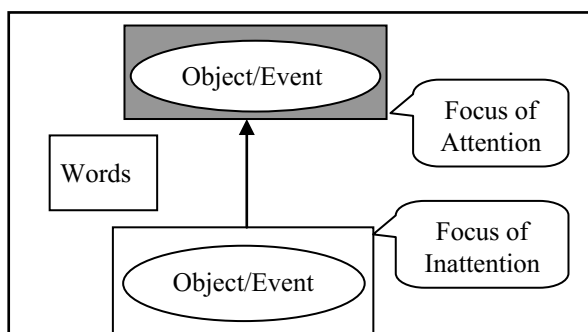 Object/Event
Focus of
Attention
Words
Focus of
Inattention
Object/Event